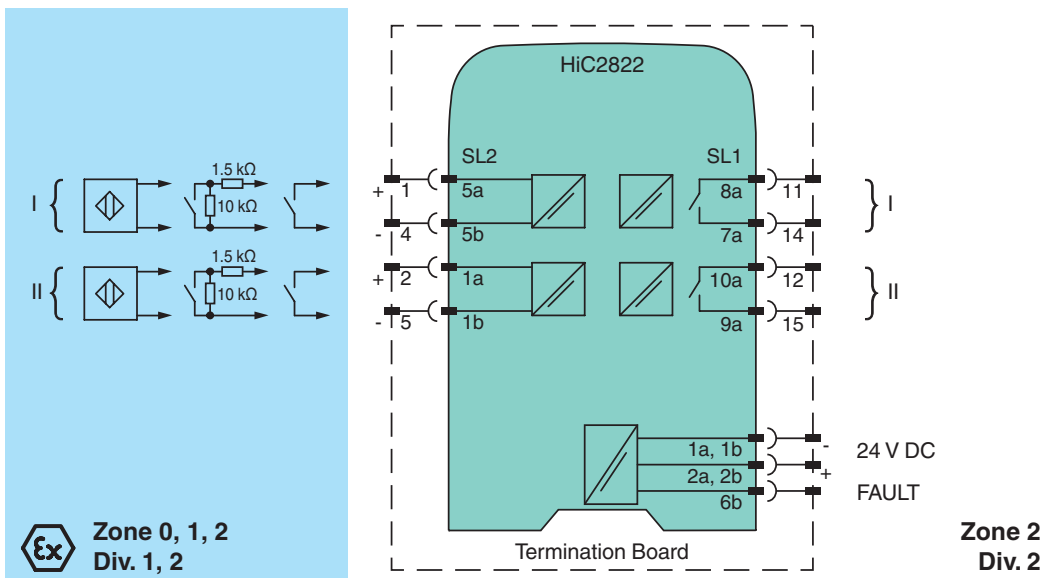 HiC2822
SL2 SL1
I
1.5 kΩ
10 kΩ
+ 1 5a
- 4 5b
8a 11
7a 14
I
II
1.5 kΩ
10 kΩ
+ 2 1a
- 5 1b
10a 12
9a 15
II
1a, 1b - 24 V DC
2a, 2b +
6b FAULT
Ex
Zone 0, 1, 2
Div. 1, 2
Termination Board
Zone 2
Div. 2